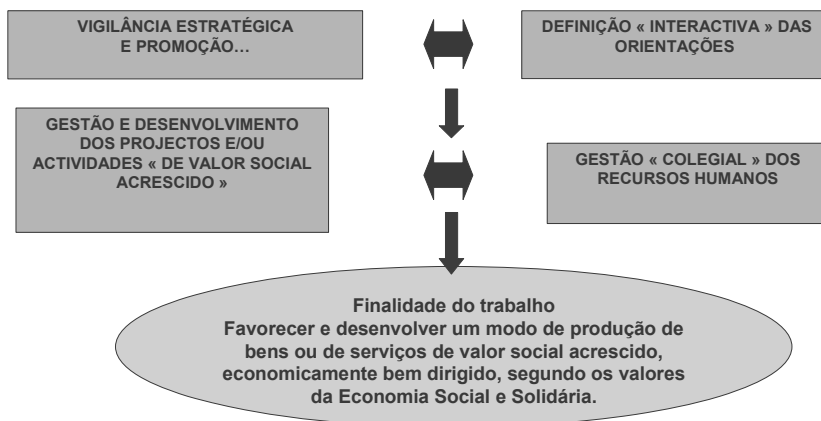 VIGILÂNCIA ESTRATÉGICA
E PROMOÇÃO...
DEFINIÇÃO « INTERACTIVA » DAS
ORIENTAÇÕES
GESTÃO E DESENVOLVIMENTO
DOS PROJECTOS E/OU
ACTIVIDADES « DE VALOR SOCIAL
ACRESCIDO »
GESTÃO « COLEGIAL » DOS
RECURSOS HUMANOS
Finalidade do trabalho
Favorecer e desenvolver um modo de produção de
bens ou de serviços de valor social acrescido,
economicamente bem dirigido, segundo os valores
da Economia Social e Solidária.